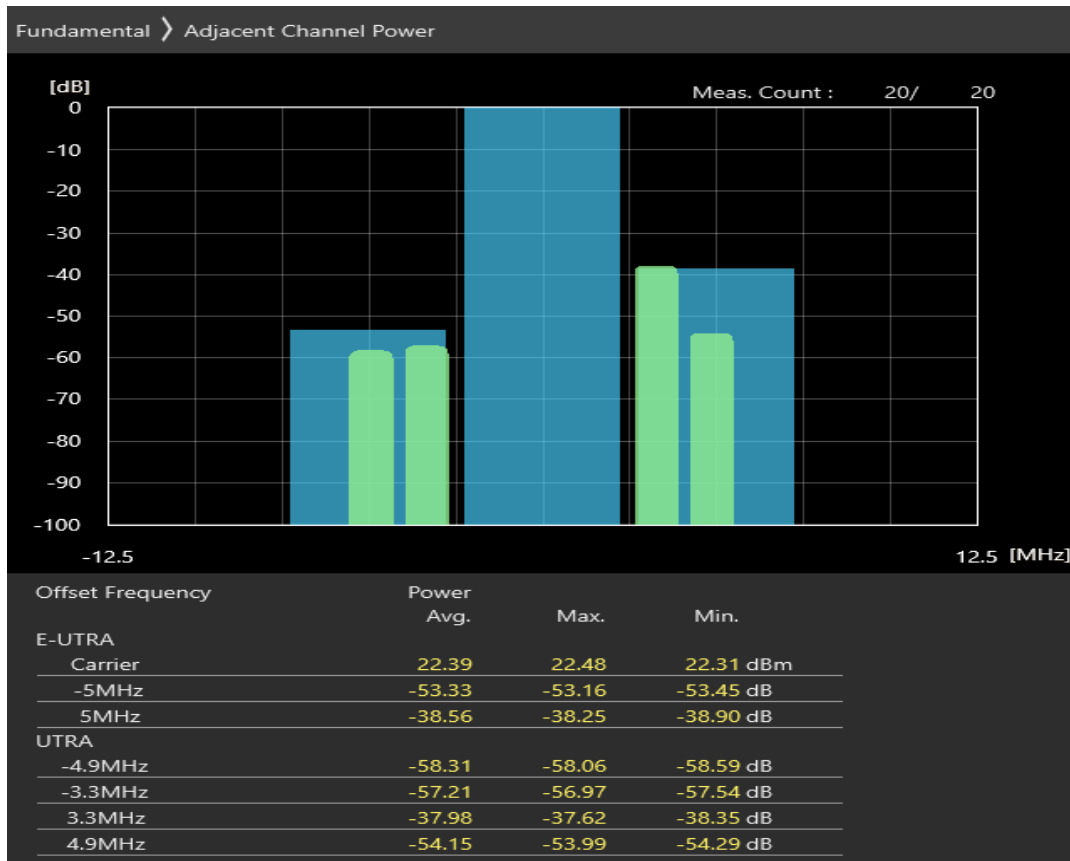 Fundamental 〉 Adjacent Channel Power
[dB]
Meas. Count : 20/ 20
0
-10
-20
-30
-40
-50
-60
-70
-80
-90
-100
-12.5 12.5 [MHz]
Offset Frequency Power
Avg. Max. Min.
E-UTRA
Carrier 22.39 22.48 22.31 dBm
-5MHz -53.33 -53.16 -53.45 dB
5MHz -38.56 -38.25 -38.90 dB
UTRA
-4.9MHz -58.31 -58.06 -58.59 dB
-3.3MHz -57.21 -56.97 -57.54 dB
3.3MHz -37.98 -37.62 -38.35 dB
4.9MHz -54.15 -53.99 -54.29 dB